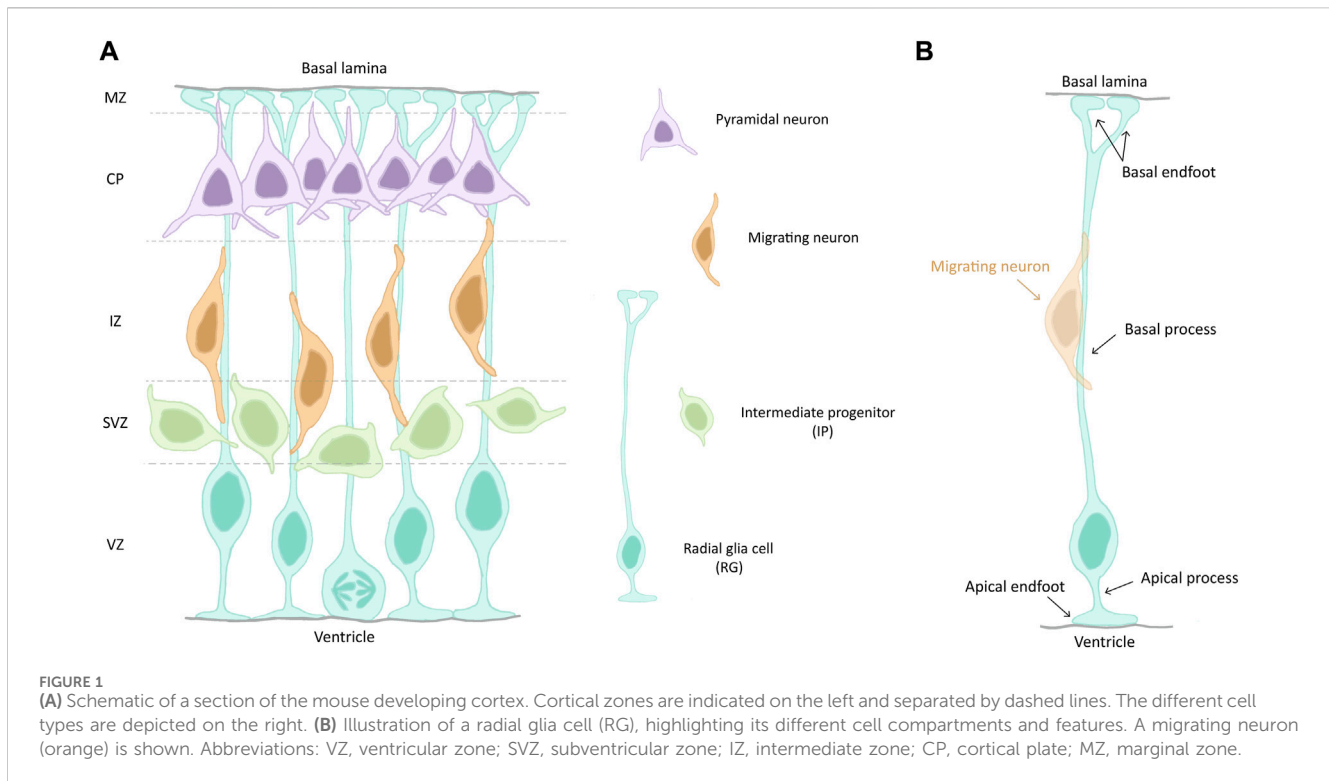 A
Basal lamina
MZ
CP
IZ
SVZ
VZ
Ventricle
Pyramidal neuron
Migrating neuron
Intermediate progenitor
(IP)
Radial glia cell
(RG)
B
Basal lamina
Basal endfoot
Migrating neuron
Basal process
Apical endfoot
Apical process
Ventricle
FIGURE 1
(A) Schematic of a section of the mouse developing cortex. Cortical zones are indicated on the left and separated by dashed lines. The different cell
types are depicted on the right. (B) Illustration of a radial glia cell (RG), highlighting its different cell compartments and features. A migrating neuron
(orange) is shown. Abbreviations: VZ, ventricular zone; SVZ, subventricular zone; IZ, intermediate zone; CP, cortical plate; MZ, marginal zone.